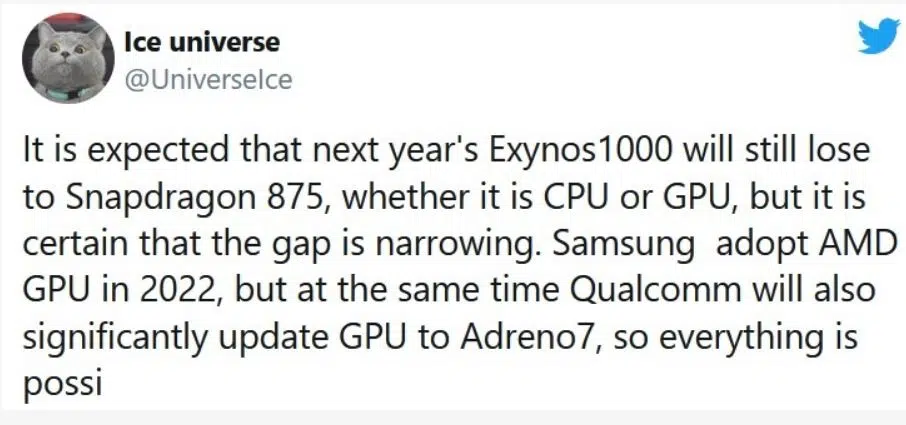 Ice universe
@UniverseIce
It is expected that next year's Exynos1000 will still lose
to Snapdragon 875, whether it is CPU or GPU, but it is
certain that the gap is narrowing. Samsung  adopt AMD
GPU in 2022, but at the same time Qualcomm will also
significantly update GPU to Adreno7, so everything is
possi